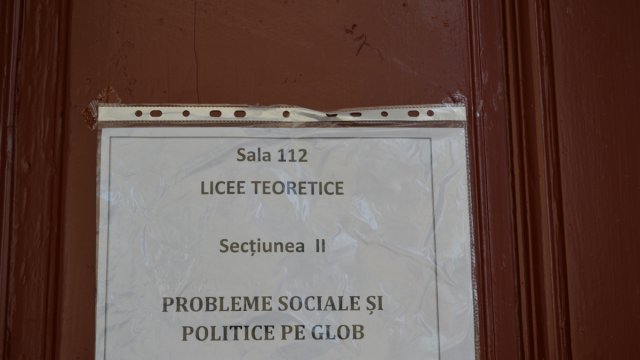 Sala 112
LICEE TEORETICE
Secțiunea II
PROBLEME SOCIALE ȘI
POLITICE PE GLOB